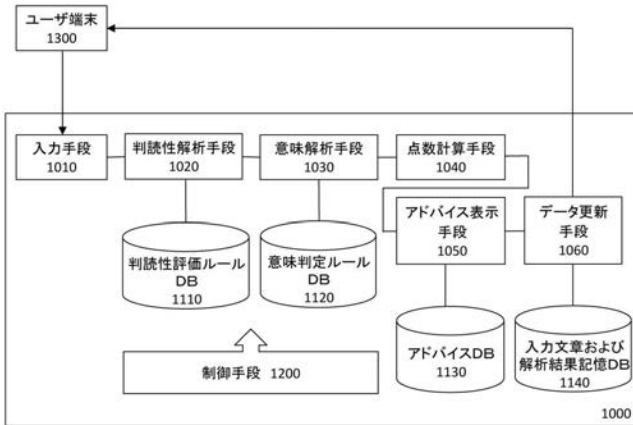 ユーザ端末
1300
入力手段
1010
判読性解析手段
1020
意味解析手段
1030
点数計算手段
1040
アドバイス表示
手段
1050
データ更新
手段
1060
判読性評価ルール
DB
1110
意味判定ルール
DB
1120
アドバイスDB
1130
入力文章および
解析結果記憶DB
1140
制御手段 1200
1000